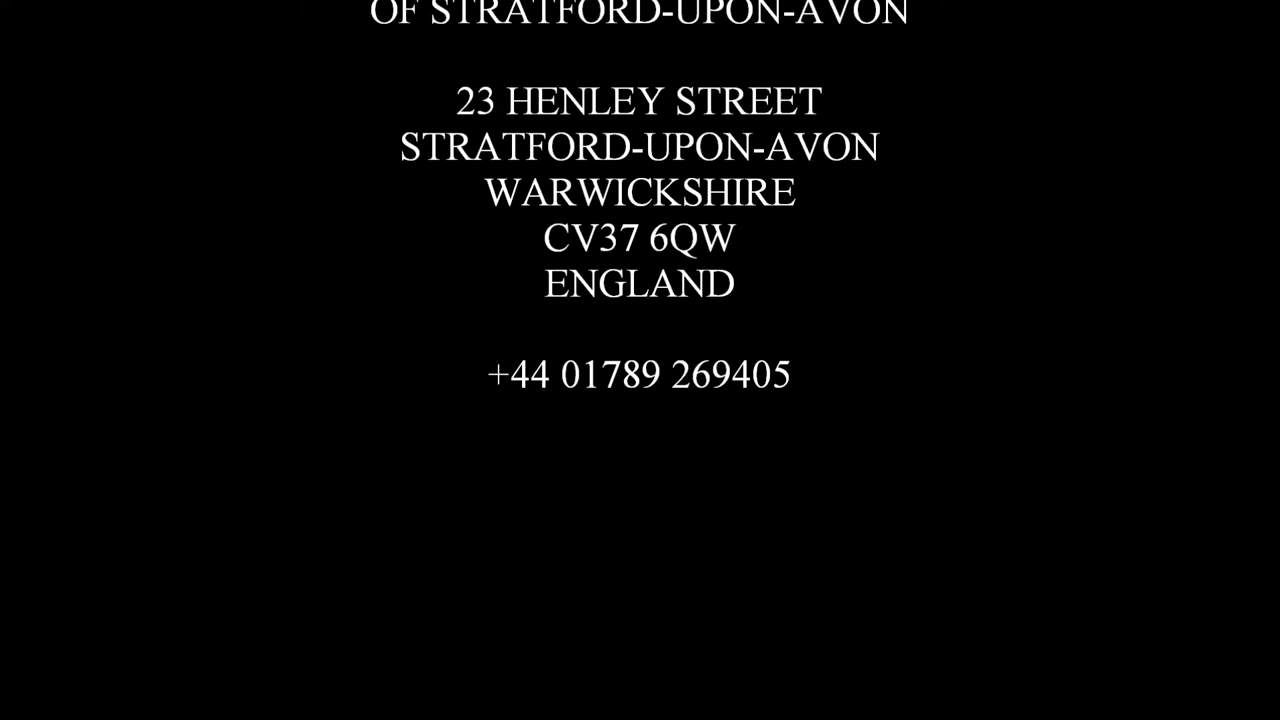 OF STRATFORD-UPON-AVON
23 HENLEY STREET
STRATFORD-UPON-AVON
WARWICKSHIRE
CV37 6QW
ENGLAND
+44 01789 269405